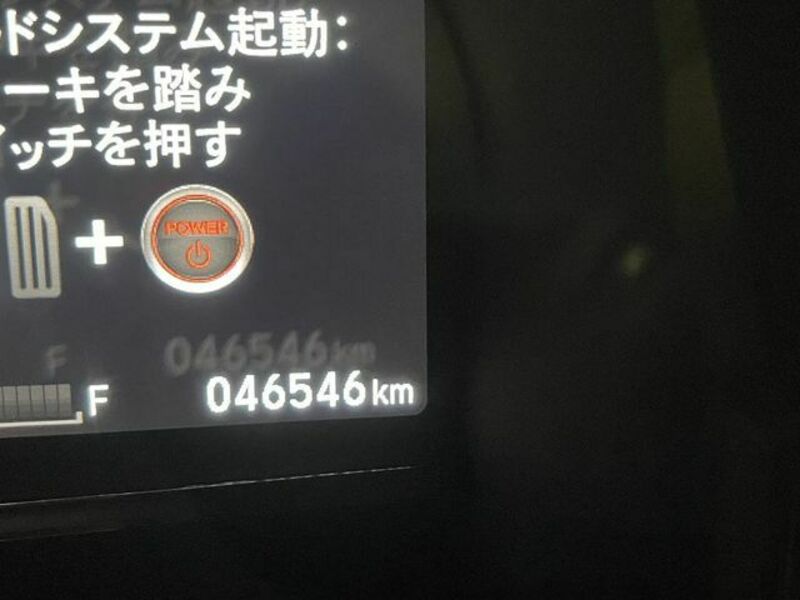 ドシステム起動:
ーキを踏み
イッチを押す
+
POWER
F
046546km